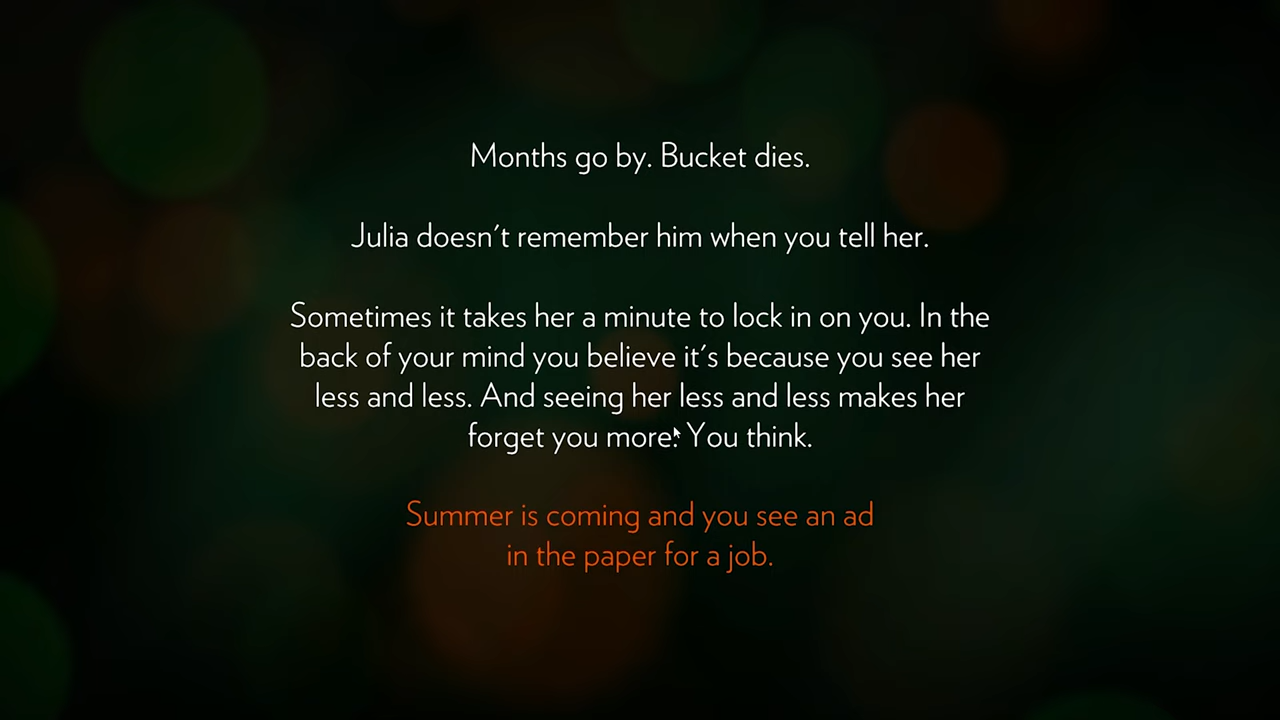 Months go by. Bucket dies.
Julia doesn't remember him when you tell her.
Sometimes it takes her a minute to lock in on you. In the
back of your mind you believe it's because you see her
less and less. And seeing her less and less makes her
forget you more. You think.
Summer is coming and you see an ad
in the paper for a job.